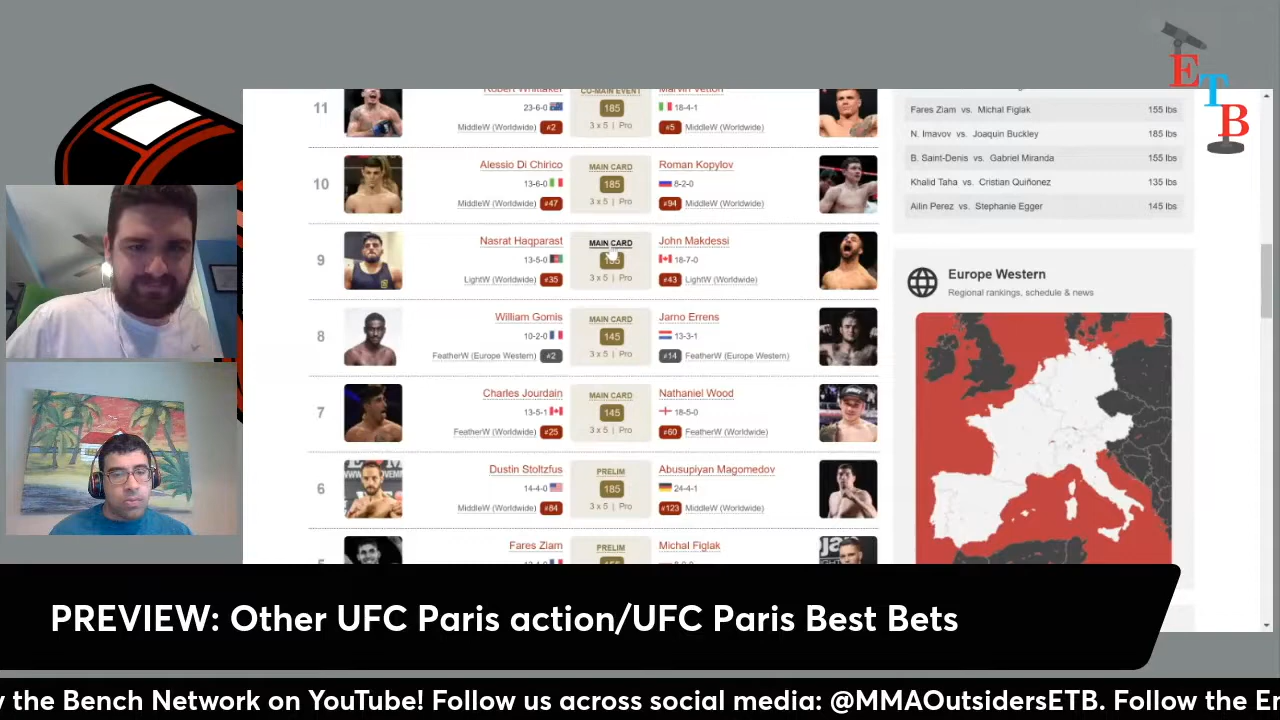 E
T
B
11
Robert Whittaker
CO-MAIN EVENT
Marvin Vettori
23-6-0
185
18-4-1
MiddleW (Worldwide) #2
3 x 5 | Pro
#5 MiddleW (Worldwide)
10
Alessio Di Chirico
MAIN CARD
Roman Kopylov
13-6-0
185
8-2-0
MiddleW (Worldwide) #47
3 x 5 | Pro
#94 MiddleW (Worldwide)
9
Nasrat Haqparast
MAIN CARD
John Makdessi
13-5-0
18-7-0
LightW (Worldwide) #35
3 x 5 | Pro
#43 LightW (Worldwide)
8
William Gomis
MAIN CARD
Jarno Errens
10-2-0
145
13-3-1
FeatherW (Europe Western) #2
3 x 5 | Pro
#14 FeatherW (Europe Western)
7
Charles Jourdain
MAIN CARD
Nathaniel Wood
13-5-1
145
18-5-0
FeatherW (Worldwide) #25
3 x 5 | Pro
#60 FeatherW (Worldwide)
6
Dustin Stoltzfus
PRELIM
Abusupiyan Magomedov
14-4-0
185
24-4-1
MiddleW (Worldwide) #84
3 x 5 | Pro
#123 MiddleW (Worldwide)
Fares Ziam
PRELIM
Michal Figlak
Fares Ziam vs. Michal Figlak 155 lbs
N. Imavov vs. Joaquin Buckley 185 lbs
B. Saint-Denis vs. Gabriel Miranda 155 lbs
Khalid Taha vs. Cristian Quiñonez 135 lbs
Ailin Perez vs. Stephanie Egger 145 lbs
Europe Western
Regional rankings, schedule & news
PREVIEW: Other UFC Paris action/UFC Paris Best Bets
y the Bench Network on YouTube! Follow us across social media: @MMAOutsidersETB. Follow the En